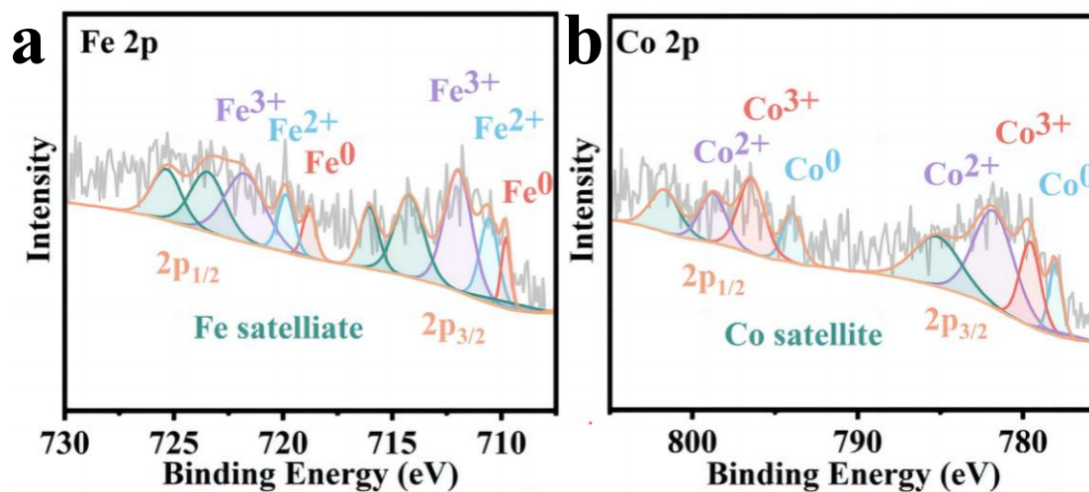 a
Fe 2p
Fe3+
Fe2+
Fe0
Fe3+
Fe2+
Fe0
2p1/2
Fe satelliate
2p3/2
Intensity
730 725 720 715 710
Binding Energy (eV)
b
Co 2p
Co3+
Co2+
Co0
Co3+
Co2+
Co0
2p1/2
Co satellite
2p3/2
Intensity
800 790 780
Binding Energy (eV)